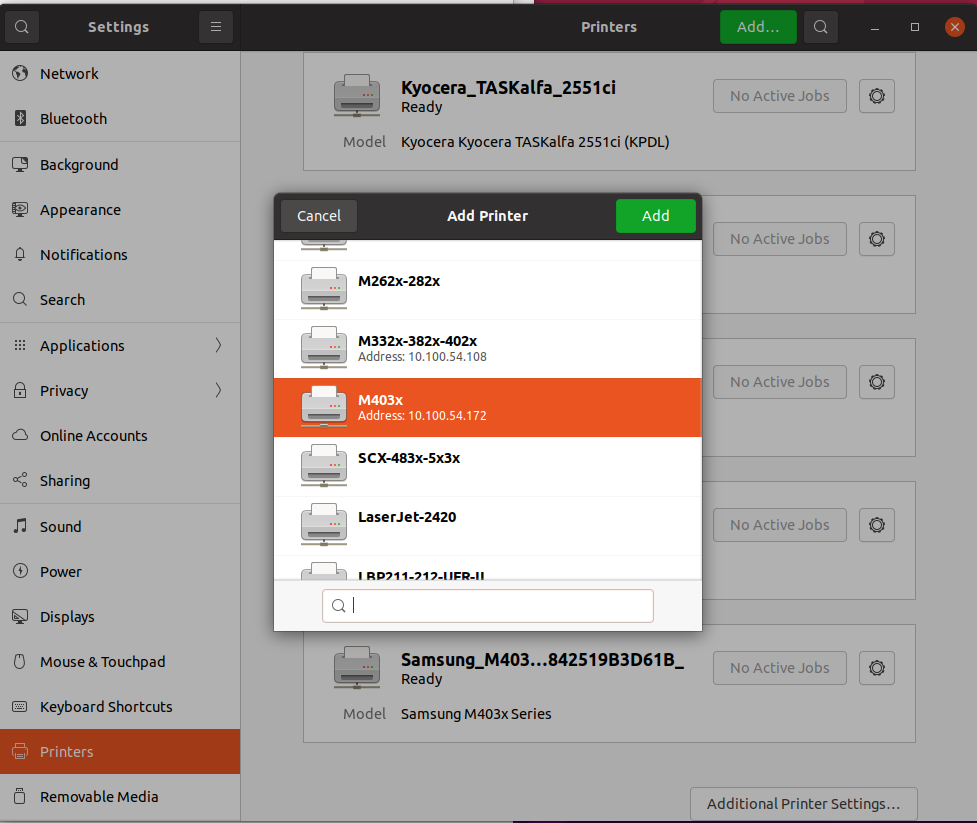 Settings
Printers
Add…
Network
Bluetooth
Background
Appearance
Notifications
Search
Applications
Privacy
Online Accounts
Sharing
Sound
Power
Displays
Mouse & Touchpad
Keyboard Shortcuts
Printers
Removable Media
Kyocera_TASKalfa_2551ci
Ready
No Active Jobs
Model Kyocera Kyocera TASKalfa 2551ci (KPDL)
No Active Jobs
No Active Jobs
No Active Jobs
Cancel
Add Printer
Add
M262x-282x
M332x-382x-402x
Address: 10.100.54.108
M403x
Address: 10.100.54.172
SCX-483x-5x3x
LaserJet-2420
LBP211-212-UFR-II
Samsung_M403…842519B3D61B_
Ready
No Active Jobs
Model Samsung M403x Series
Additional Printer Settings…